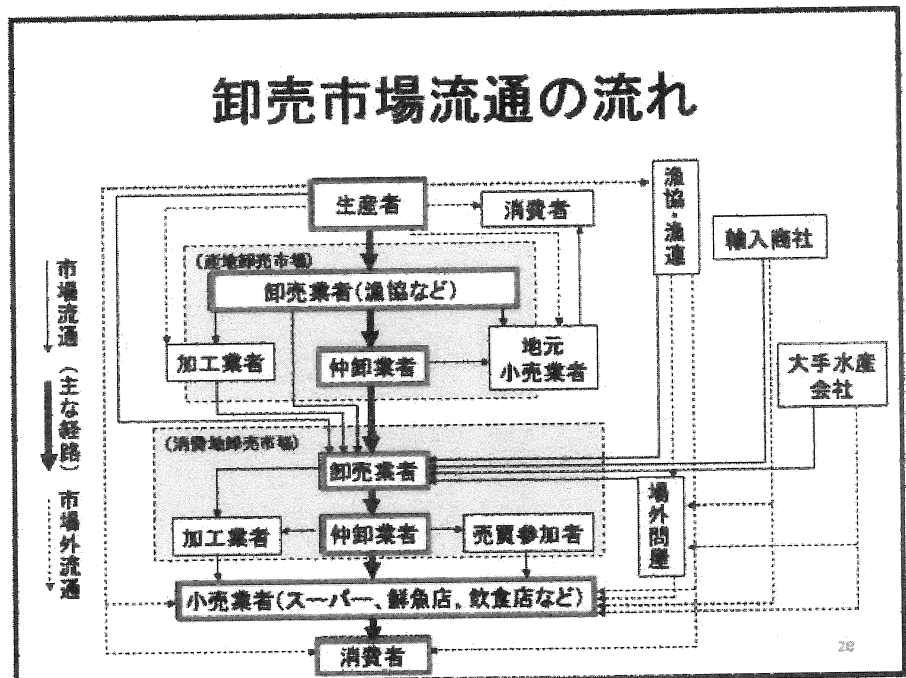 卸売市場流通の流れ
生産者
消費者
漁協・漁連
輸入商社
(産地卸売市場)
卸売業者(漁協など)
加工業者
仲卸業者
地元
小売業者
大手水産
会社
市場流通
(主な経路)
市場外流通
(消費地卸売市場)
卸売業者
場外問屋
加工業者
仲卸業者
売買参加者
小売業者(スーパー、鮮魚店、飲食店など)
消費者
28